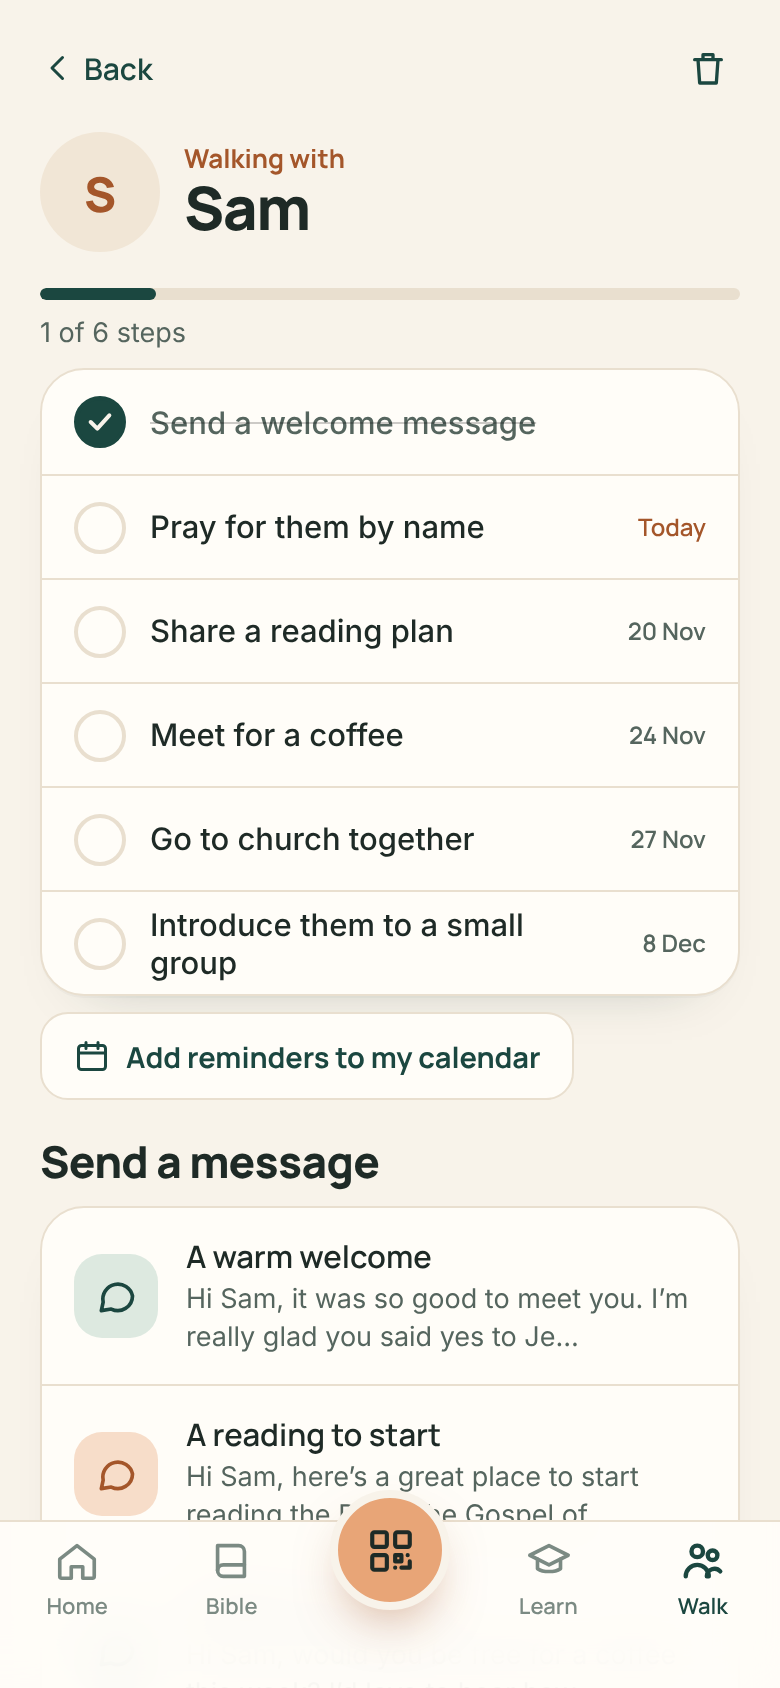 Back
S
Walking with
Sam
1 of 6 steps
Send a welcome message
Pray for them by name
Today
Share a reading plan
20 Nov
Meet for a coffee
24 Nov
Go to church together
27 Nov
Introduce them to a small
group
8 Dec
Add reminders to my calendar
Send a message
A warm welcome
Hi Sam, it was so good to meet you. I’m
really glad you said yes to Je...
A reading to start
Hi Sam, here’s a great place to start
reading the Gospel of
Home
Bible
Learn
Walk